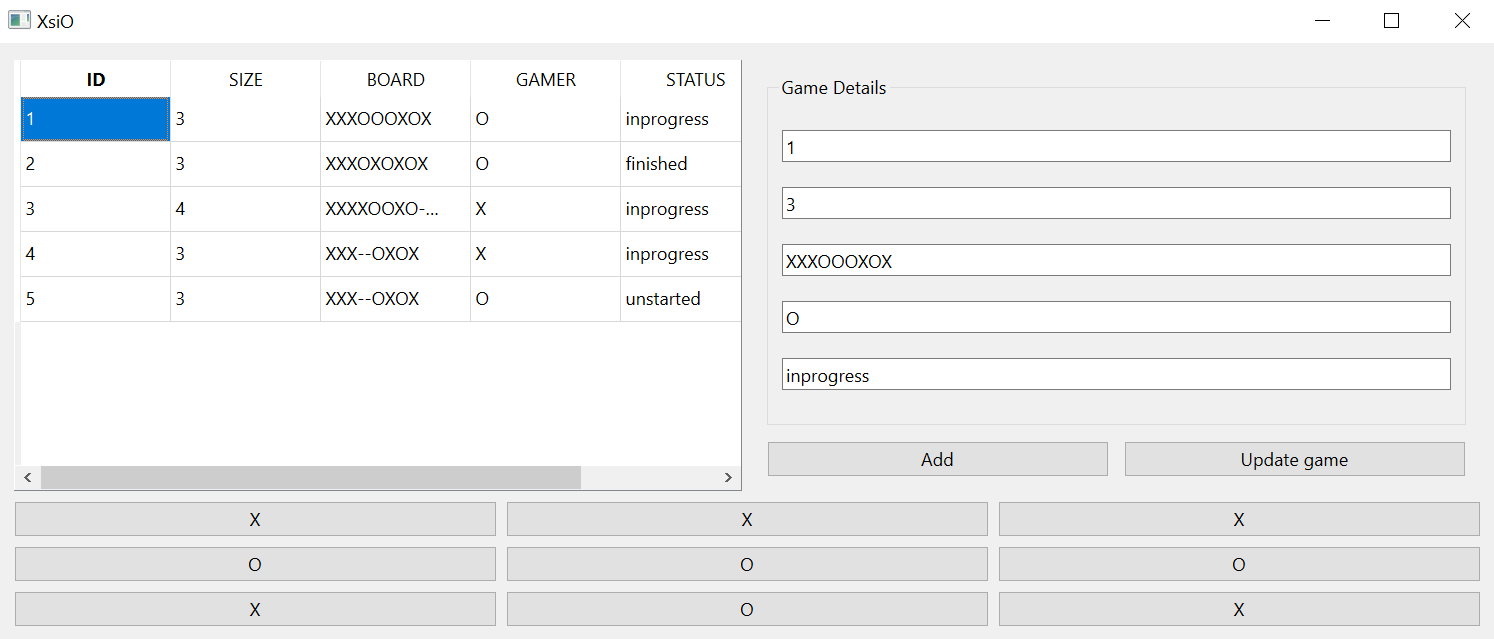 XsiO
ID SIZE BOARD GAMER STATUS
1 3 XXXOOOXOX O inprogress
2 3 XXXOXOXOX O finished
3 4 XXXXOOXO-... X inprogress
4 3 XXX--OXOX X inprogress
5 3 XXX--OXOX O unstarted
Game Details
1
3
XXXOOOXOX
O
inprogress
Add Update game
X X X
O O O
X O X